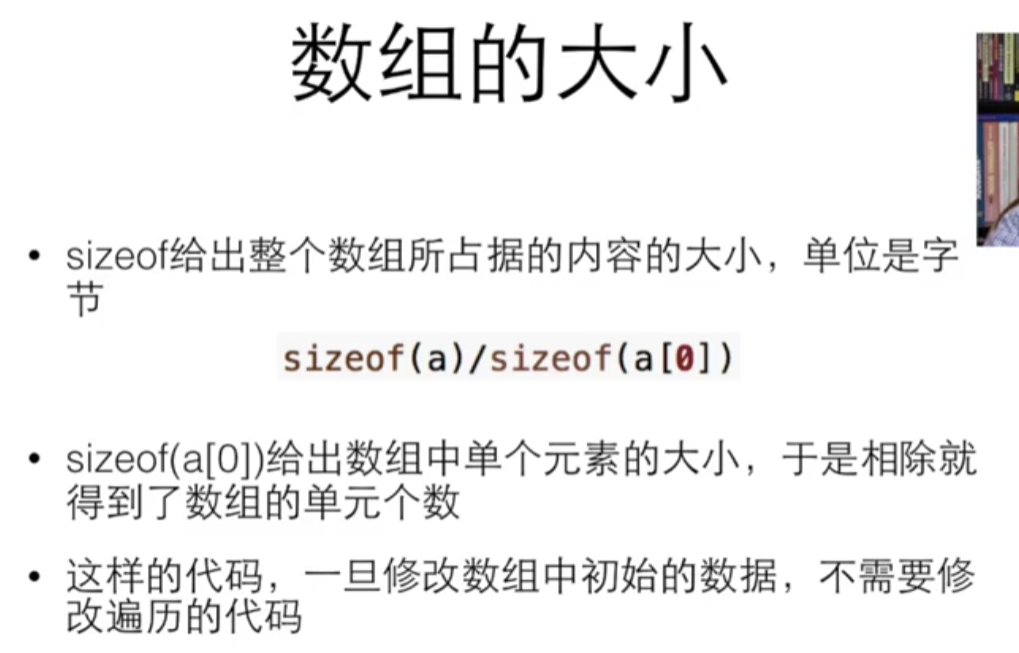 数组的大小
• sizeof给出整个数组所占据的内容的大小，单位是字
节
sizeof(a)/sizeof(a[0])
• sizeof(a[0])给出数组中单个元素的大小，于是相除就
得到了数组的单元个数
• 这样的代码，一旦修改数组中初始的数据，不需要修
改遍历的代码